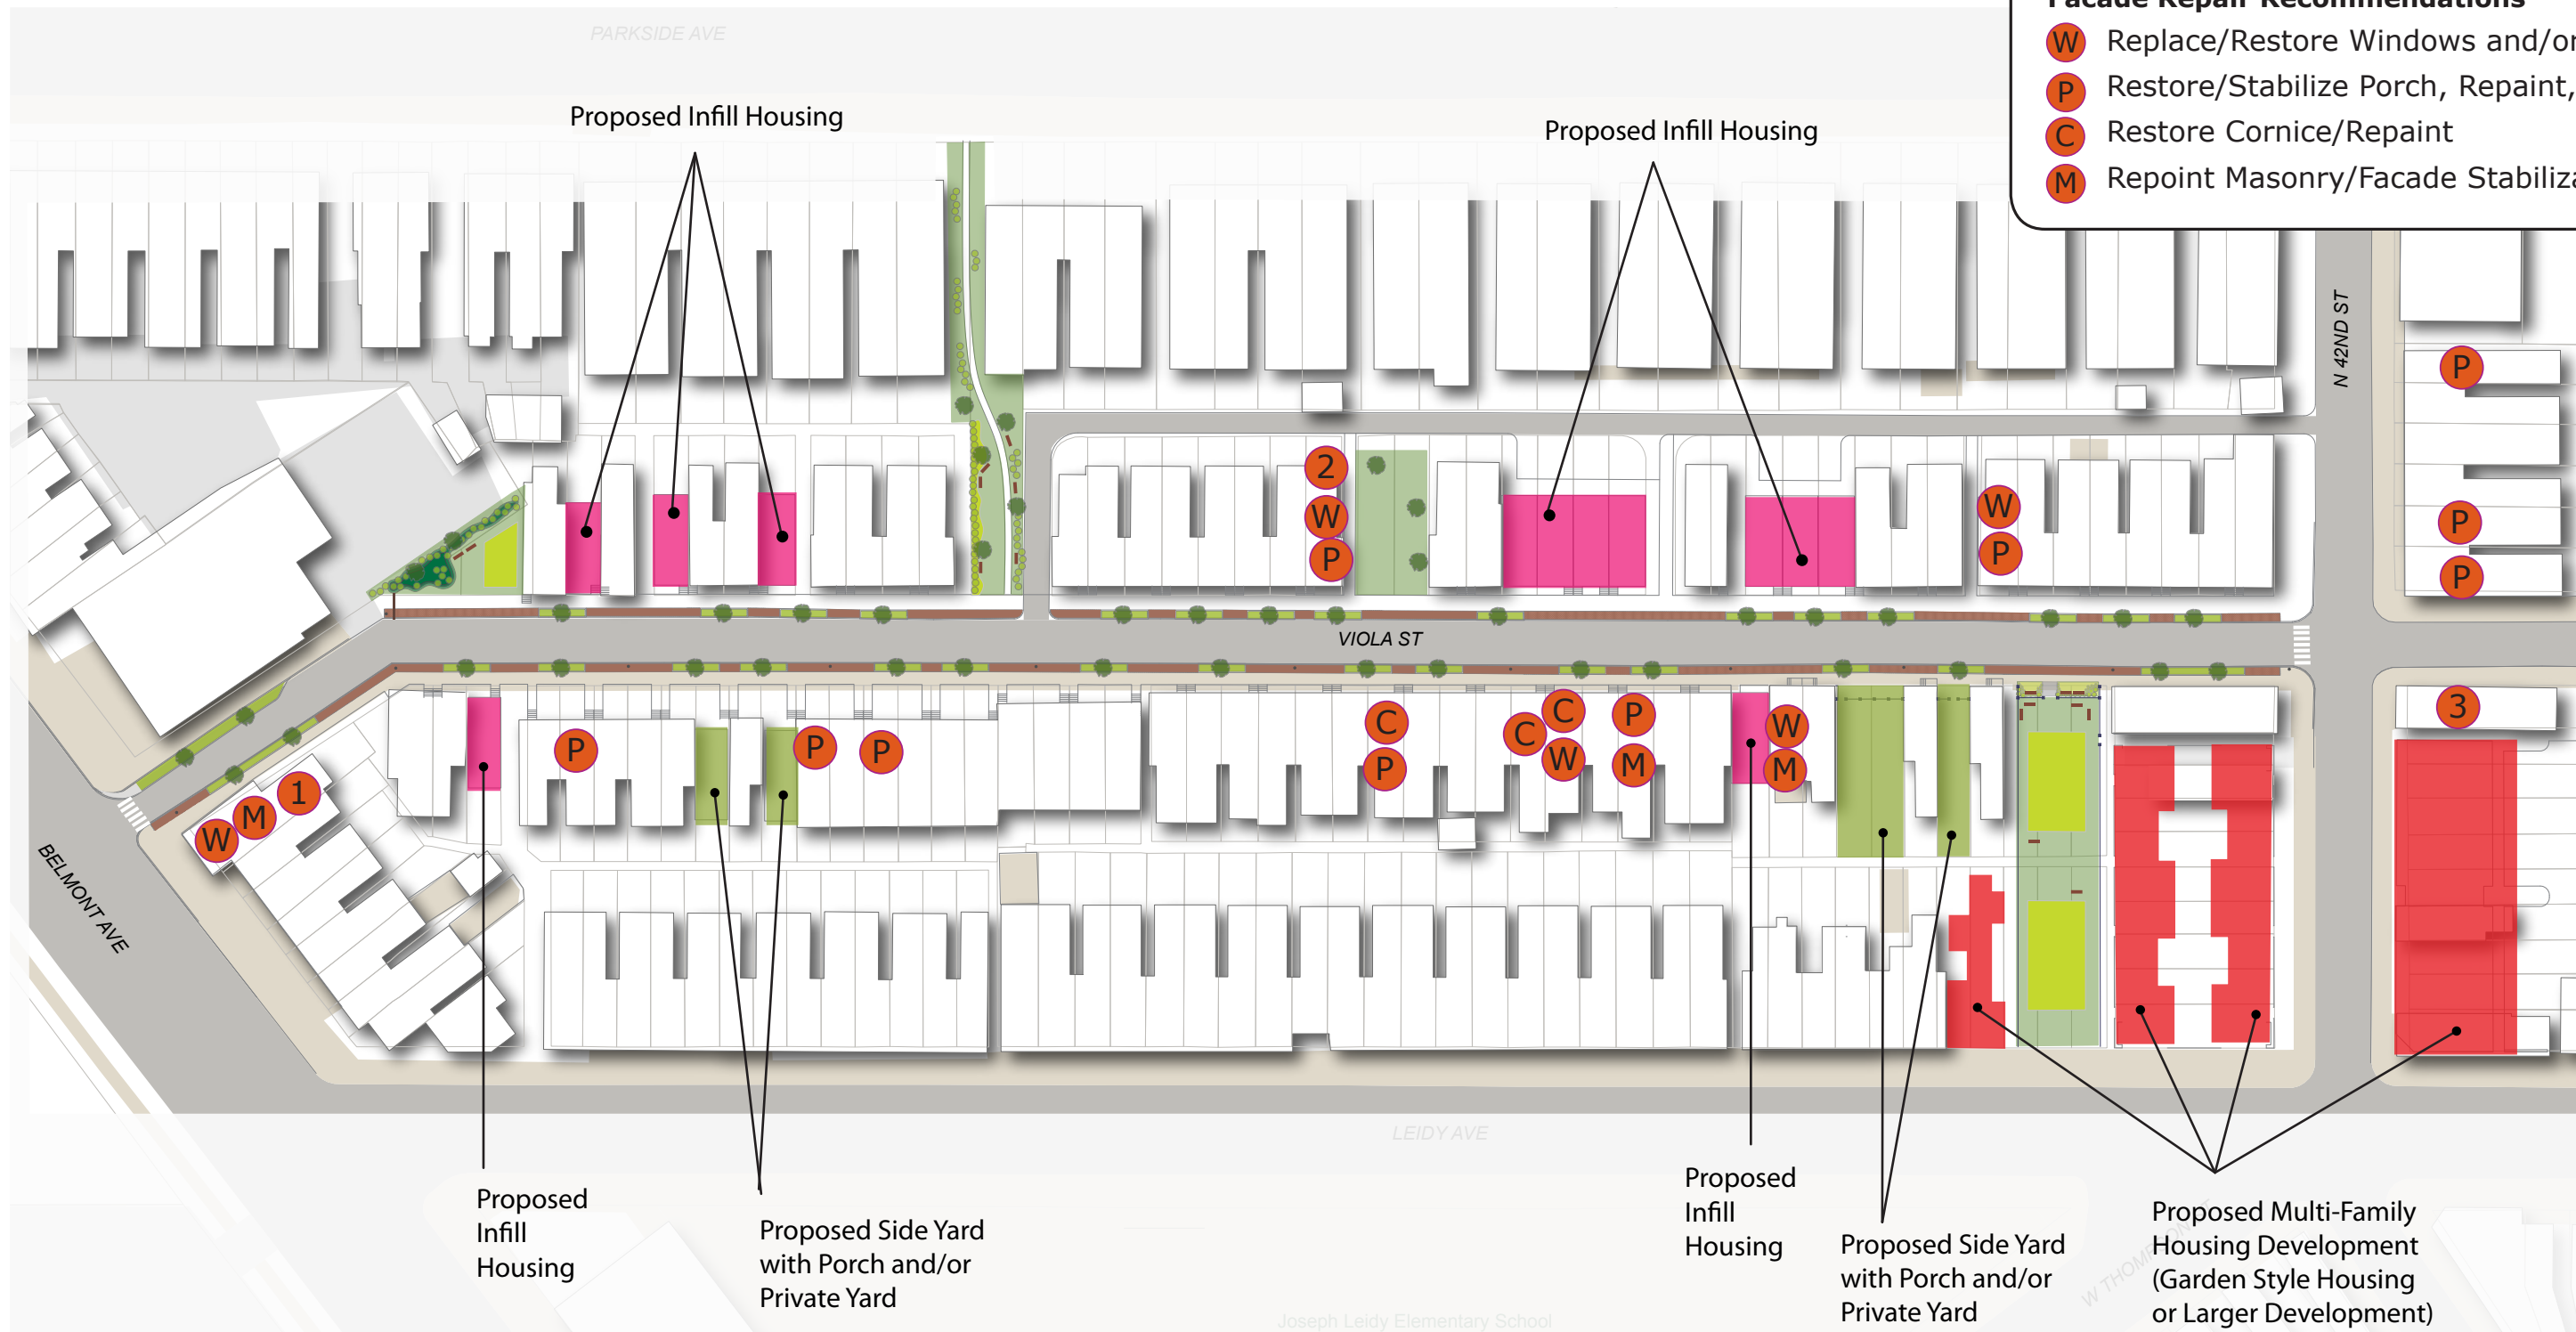 PARKSIDE AVE
Facade Repair Recommendations
W Replace/Restore Windows and/or
P Restore/Stabilize Porch, Repaint,
C Restore Cornice/Repaint
M Repoint Masonry/Facade
Proposed Infill Housing
Proposed Infill Housing
N 42ND ST
P
2
W
P
W
P
P
P
VIOLA ST
C
P
C
C
W
P
M
W
M
3
P
P
P
1
M
W
BELMONT AVE
LEIDY AVE
Proposed
Infill
Housing
Proposed Side Yard
with Porch and/or
Private Yard
Proposed
Infill
Housing
Proposed Side Yard
with Porch and/or
Private Yard
Proposed Multi-Family
Housing Development
(Garden Style Housing
or Larger Development)
Joseph Leidy Elementary School